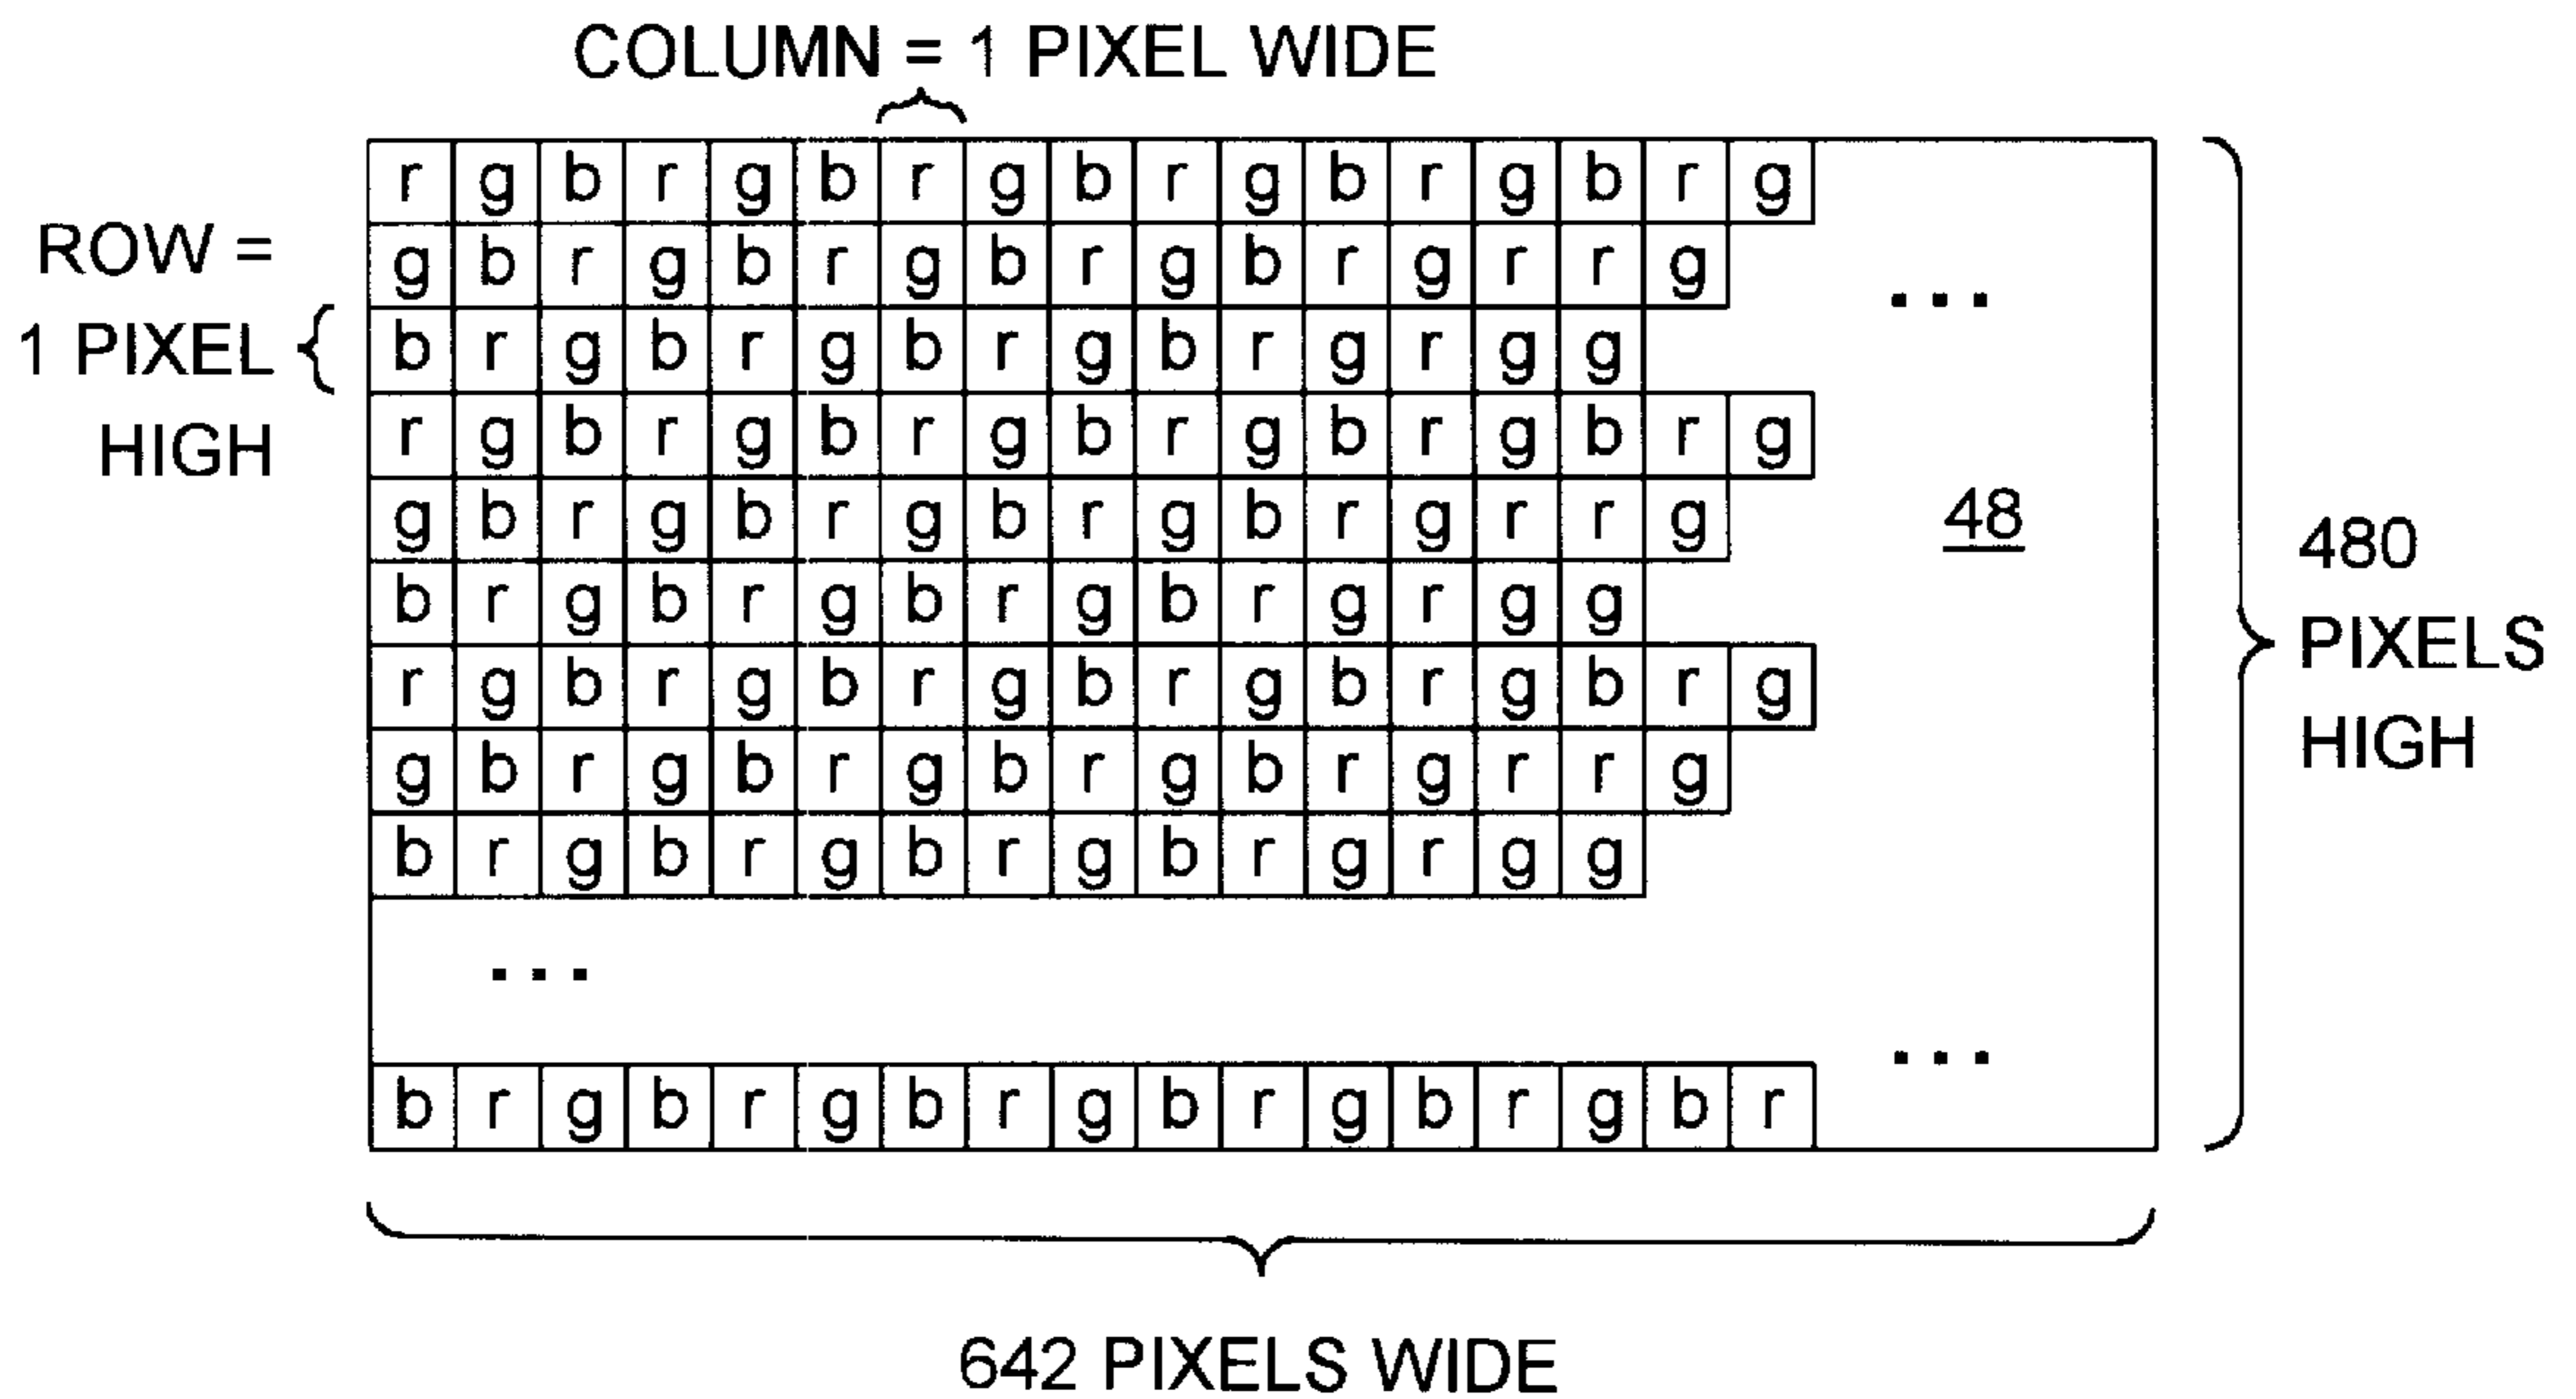 COLUMN = 1 PIXEL WIDE
r g b r g b r g b r g b r g b r g
ROW =
g b r g b r g b r g b r g r r g
...
1 PIXEL
b r g b r g b r g b r g r g g
HIGH
r g b r g b r g b r g b r g b r g
g b r g b r g b r g b r g r r g
48
480
b r g b r g b r g b r g r g g
PIXELS
r g b r g b r g b r g b r g b r g
HIGH
g b r g b r g b r g b r g r r g
b r g b r g b r g b r g r g g
...
...
b r g b r g b r g b r g b r g b r
642 PIXELS WIDE